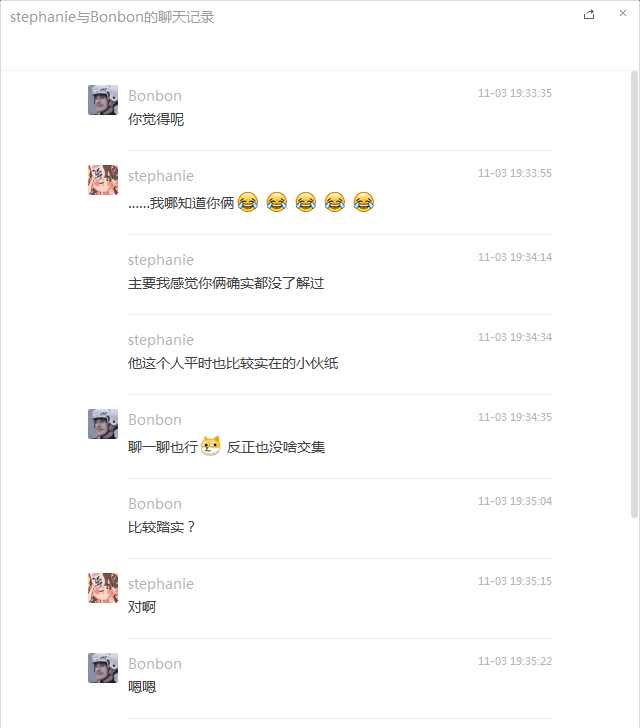 stephanie与Bonbon的聊天记录
Bonbon
11-03 19:33:35
你觉得呢
stephanie
11-03 19:33:55
......我哪知道你俩😂😂😂😂😂
stephanie
11-03 19:34:14
主要我感觉你俩确实都没了解过
stephanie
11-03 19:34:34
他这个人平时也比较实在的小伙纸
Bonbon
11-03 19:34:35
聊一聊也行 反正也没啥交集
Bonbon
11-03 19:35:04
比较踏实？
stephanie
11-03 19:35:15
对啊
Bonbon
11-03 19:35:22
嗯嗯